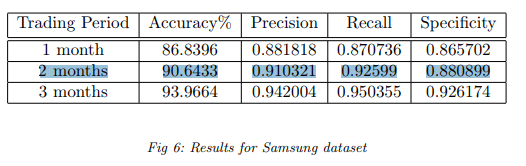 Trading Period Accuracy% Precision Recall Specificity
1 month 86.8396 0.881818 0.870736 0.865702
2 months 90.6433 0.910321 0.92599 0.880899
3 months 93.9664 0.942004 0.950355 0.926174
Fig 6: Results for Samsung dataset